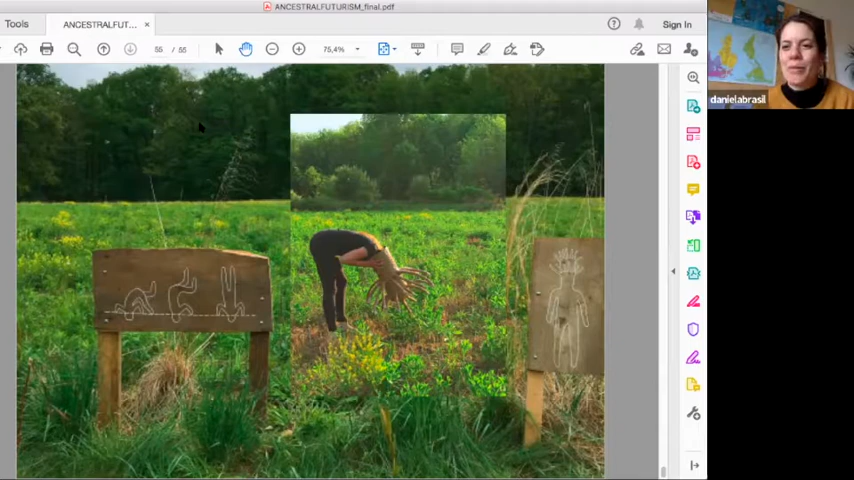 ANCESTRALFUTURISM_final.pdf
Tools
ANCESTRALFUT... ×
Sign In
55 / 55
75,4%
danielabrasil